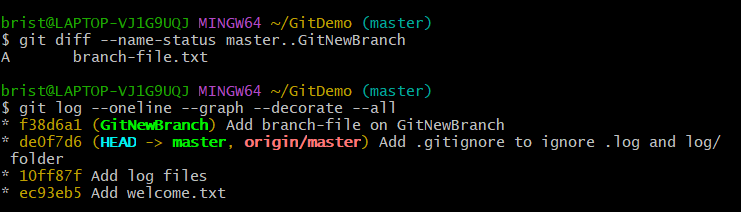 brist@LAPTOP-VJ1G9UQJ MINGW64 ~/GitDemo (master)
$ git diff --name-status master..GitNewBranch
A       branch-file.txt

brist@LAPTOP-VJ1G9UQJ MINGW64 ~/GitDemo (master)
$ git log --oneline --graph --decorate --all
* f38d6a1 (GitNewBranch) Add branch-file on GitNewBranch
* de0f7d6 (HEAD -> master, origin/master) Add .gitignore to ignore .log and log/
 folder
* 10ff87f Add log files
* ec93eb5 Add welcome.txt